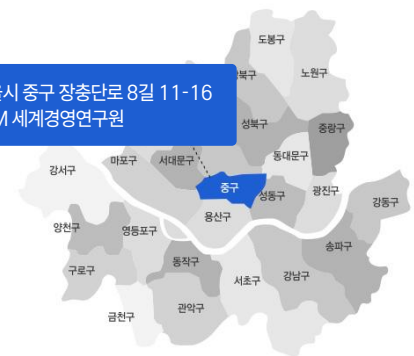 도봉구
노원구
울시 중구 장충단로 8길 11-16
M 세계경영연구원
북구
성북구
중랑구
동대문구
마포구
서대문구
강서구
중구
성동구
광진구
강동구
용산구
양천구
영등포구
송파구
동작구
구로구
서초구
강남구
관악구
금천구